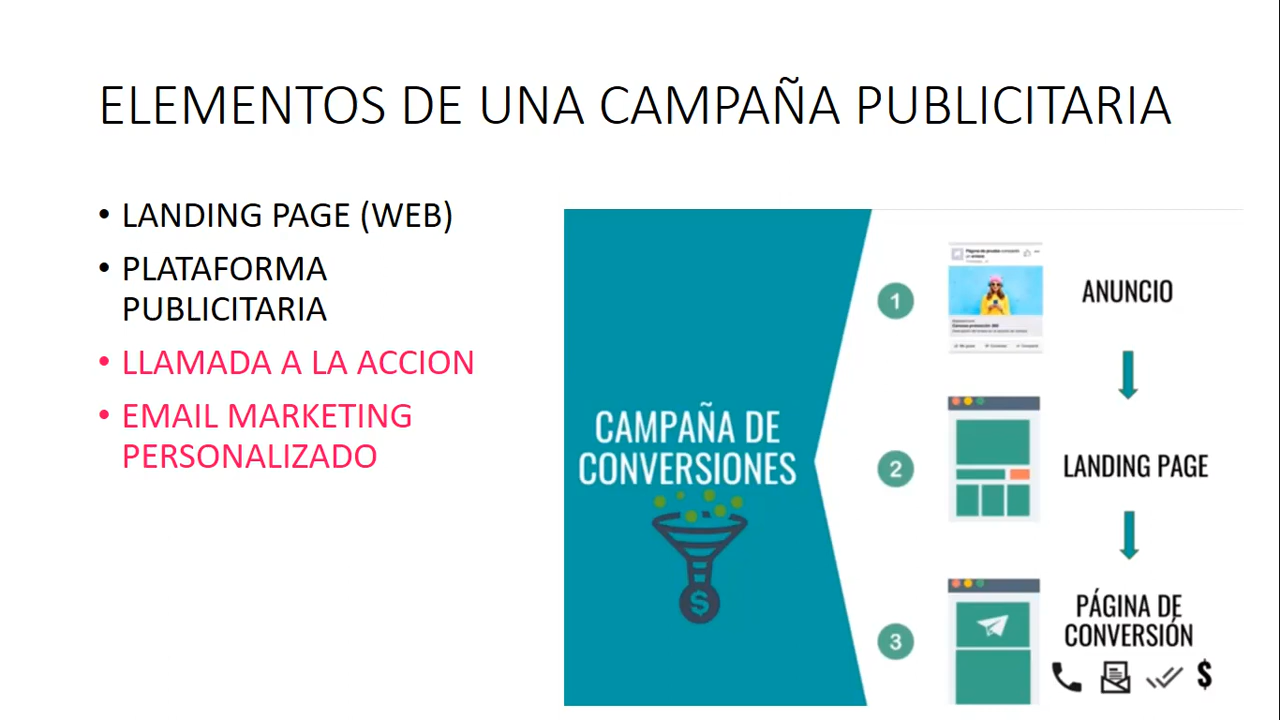 ELEMENTOS DE UNA CAMPAÑA PUBLICITARIA
• LANDING PAGE (WEB)
• PLATAFORMA
PUBLICITARIA
• LLAMADA A LA ACCION
• EMAIL MARKETING
PERSONALIZADO
CAMPAÑA DE
CONVERSIONES
$
1
ANUNCIO
2
LANDING PAGE
3
PÁGINA DE
CONVERSIÓN
$